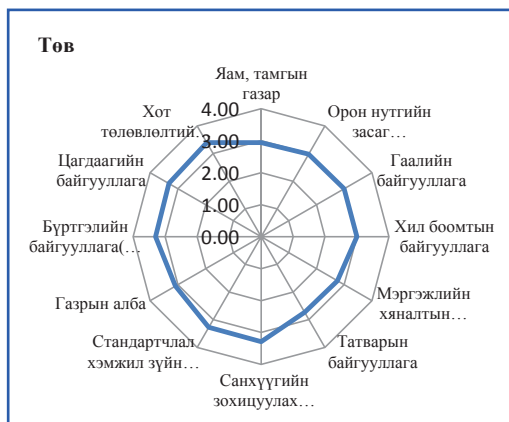 Төв
Яам, тамгын
газар
Орон нутгийн
засаг…
Гаалийн
байгууллага
Хил боомтын
байгууллага
Мэргэжлийн
хяналтын…
Татварын
байгууллага
Санхүүгийн
зохицуулах…
Стандартчлал
хэмжил зүйн…
Газрын алба
Бүртгэлийн
байгууллага(…
Цагдаагийн
байгууллага
Хот
төлөвлөлтий…
4.00
3.00
2.00
1.00
0.00